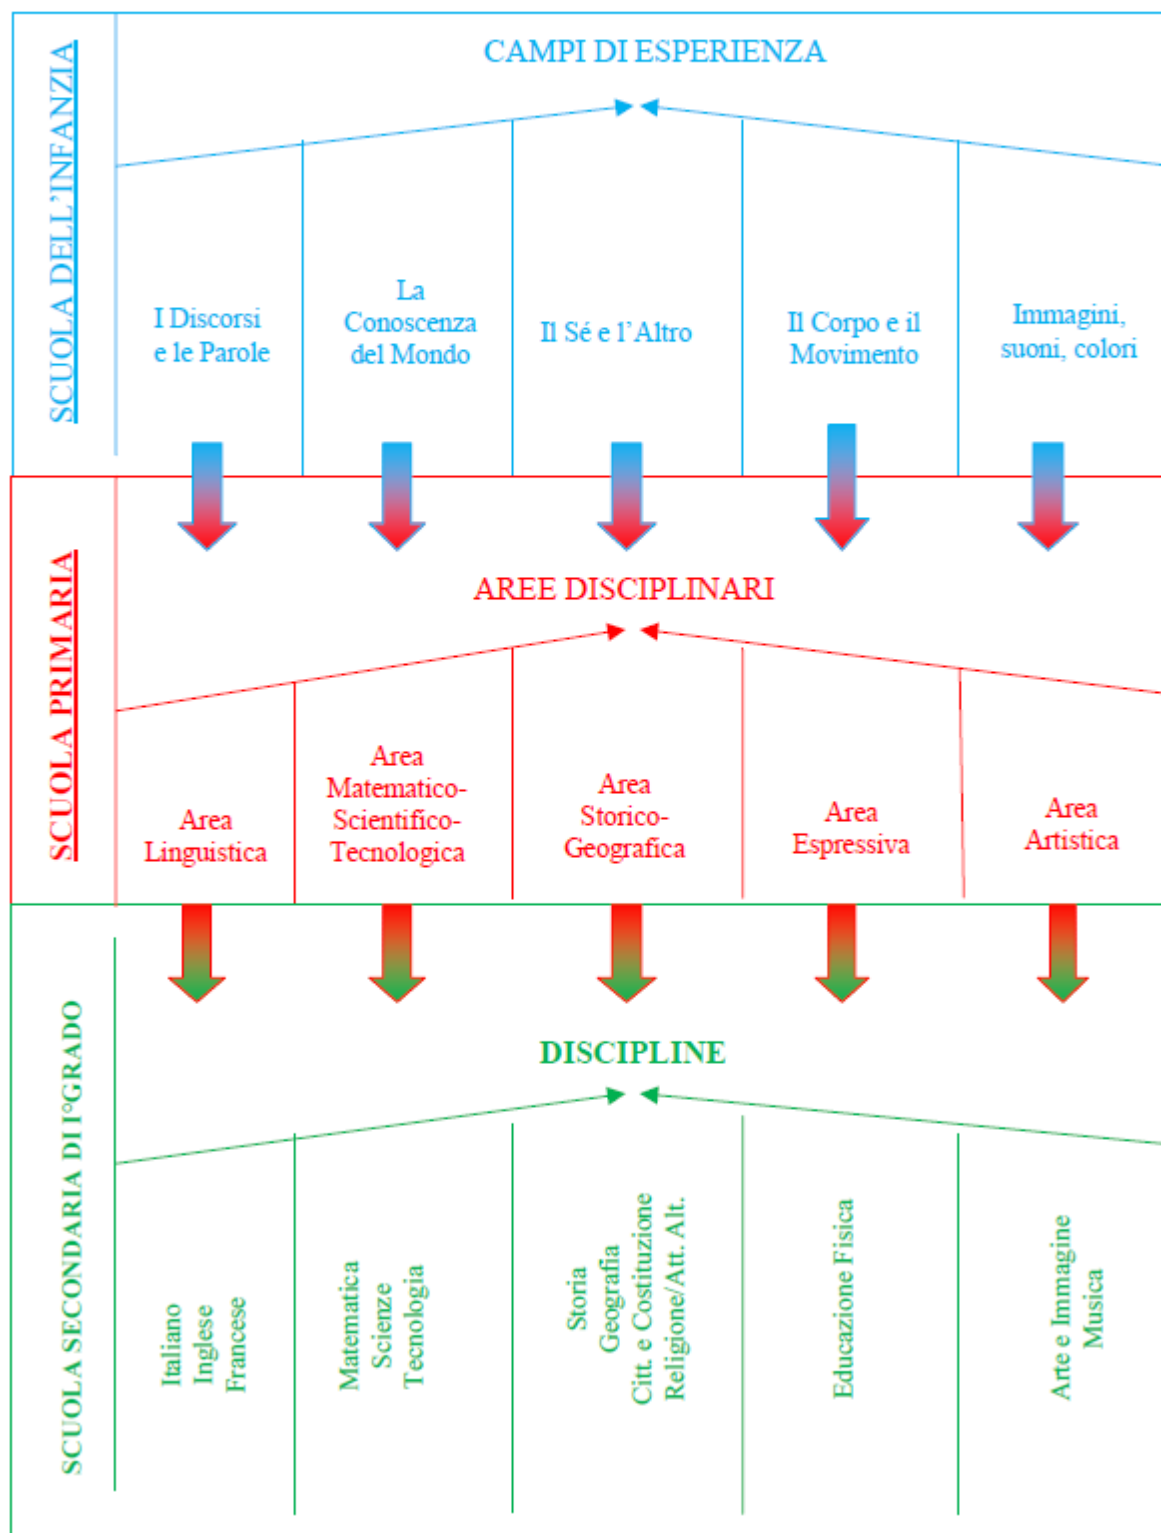 SCUOLA DELL'INFANZIA
CAMPI DI ESPERIENZA
I Discorsi
e le Parole
La
Conoscenza
del Mondo
Il Sé e l'Altro
Il Corpo e il
Movimento
Immagini,
suoni, colori
SCUOLA PRIMARIA
AREE DISCIPLINARI
Area
Linguistica
Area
Matematico-
Scientifico-
Tecnologica
Area
Storico-
Geografica
Area
Espressiva
Area
Artistica
SCUOLA SECONDARIA DI I°GRADO
DISCIPLINE
Italiano
Inglese
Francese
Matematica
Scienze
Tecnologia
Storia
Geografia
Citt. e Costituzione
Religione/Att. Alt.
Educazione Fisica
Arte e Immagine
Musica